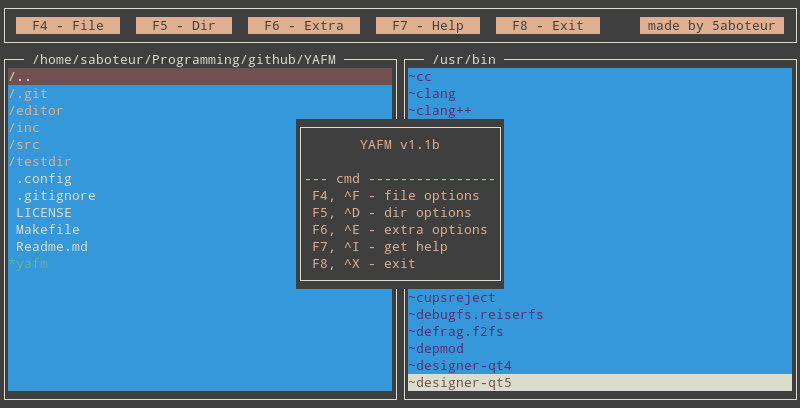 F4 - File F5 - Dir F6 - Extra F7 - Help F8 - Exit made by 5aboteur
/home/saboteur/Programming/github/YAFM
/..
/.git
/editor
/inc
/src
/testdir
.config
.gitignore
LICENSE
Makefile
Readme.md
*yafm
/usr/bin
~cc
~clang
~clang++
~cupsreject
~debugfs.reiserfs
~defrag.f2fs
~depmod
~designer-qt4
~designer-qt5
YAFM v1.1b
--- cmd ----------------
F4, ^F - file options
F5, ^D - dir options
F6, ^E - extra options
F7, ^I - get help
F8, ^X - exit